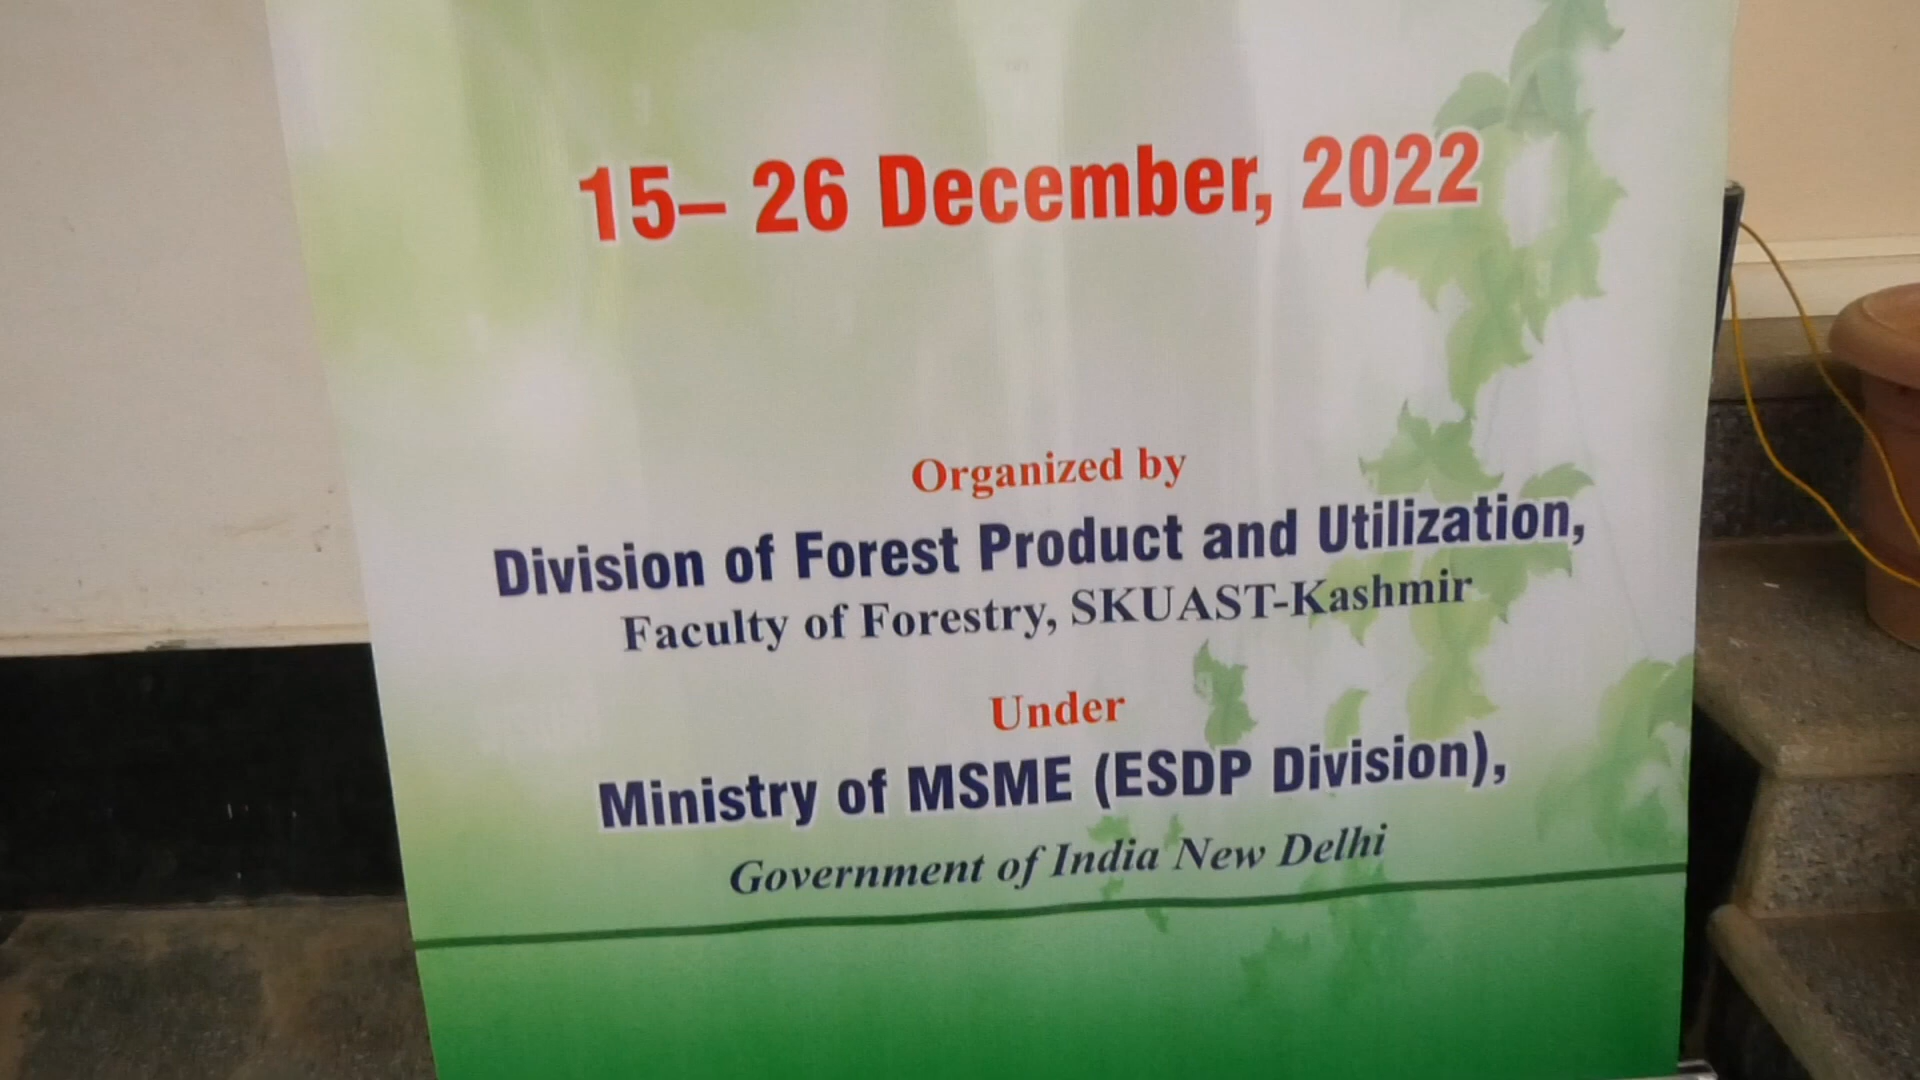 15– 26 December, 2022
Organized by
Division of Forest Product and Utilization,
Faculty of Forestry, SKUAST-Kashmir
Under
Ministry of MSME (ESDP Division),
Government of India New Delhi